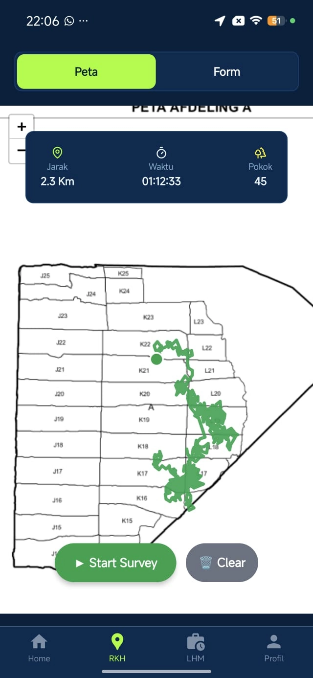 22:06
51
Peta
Form
PETA AFDELING A
+
−
Jarak
Waktu
Pokok
2.3 Km
01:12:33
45
J25
K25
J24
K24
J23
K23
L23
J22
K22
L22
J21
K21
L21
J20
K20
L20
A
J19
K19
J18
K18
J17
K17
J16
K16
J15
K15
► Start Survey
Clear
Home
RKH
LHM
Profil